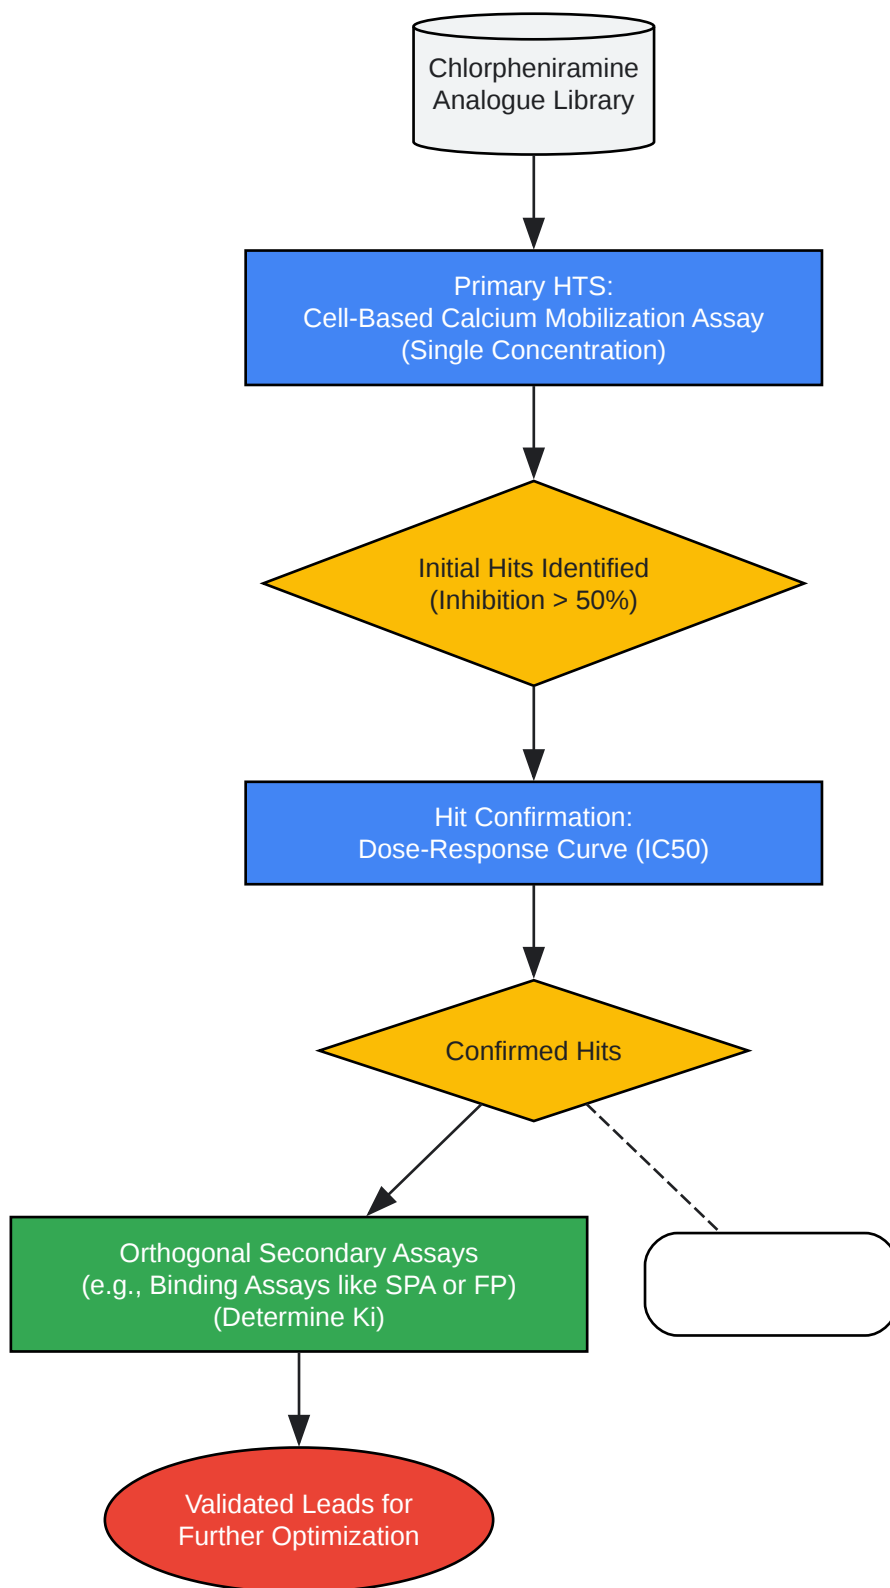 Chlorpheniramine
Analogue Library
Primary HTS:
Cell-Based Calcium Mobilization Assay
(Single Concentration)
Initial Hits Identified
(Inhibition > 50%)
Hit Confirmation:
Dose-Response Curve (IC50)
Confirmed Hits
Orthogonal Secondary Assays
(e.g., Binding Assays like SPA or FP)
(Determine Ki)
Validated Leads for
Further Optimization